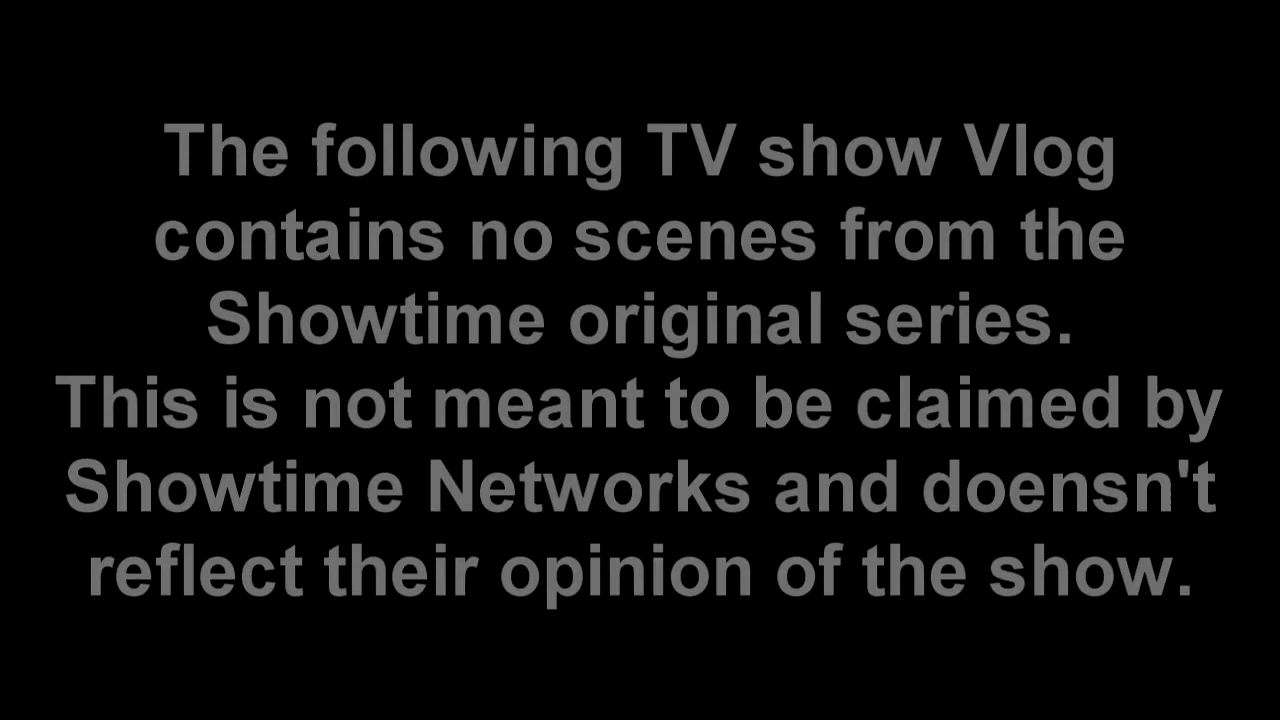 The following TV show Vlog
contains no scenes from the
Showtime original series.
This is not meant to be claimed by
Showtime Networks and doensn't
reflect their opinion of the show.